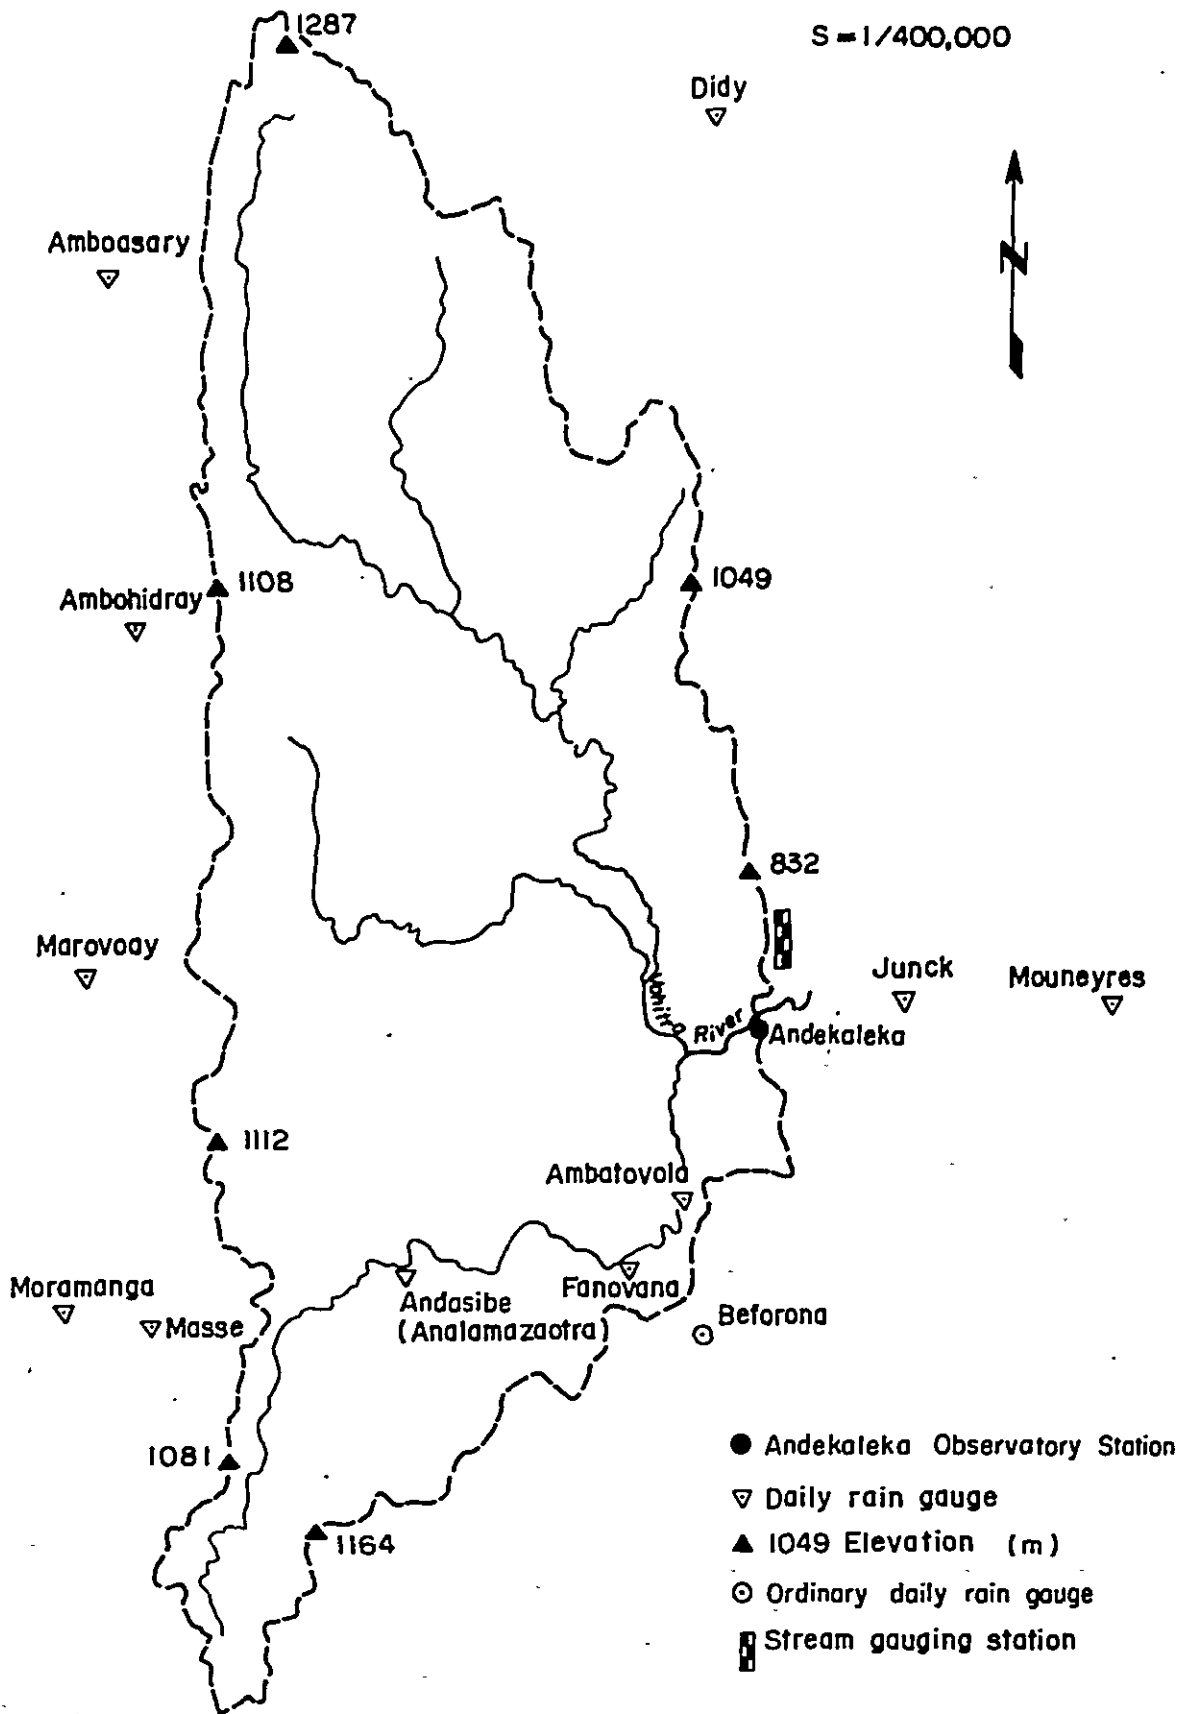 1287
S = 1/400,000
Didy
Amboasary
N
1108
1049
Ambohidray
832
Marovoay
Junck
Mouneyres
Vohitra River
Andekaleka
1112
Ambatovola
Moramanga
Masse
Andasibe
(Analamazaotra)
Fanovana
Beforona
1081
1164
Andekaleka Observatory Station
Daily rain gauge
1049 Elevation (m)
Ordinary daily rain gauge
Stream gauging station